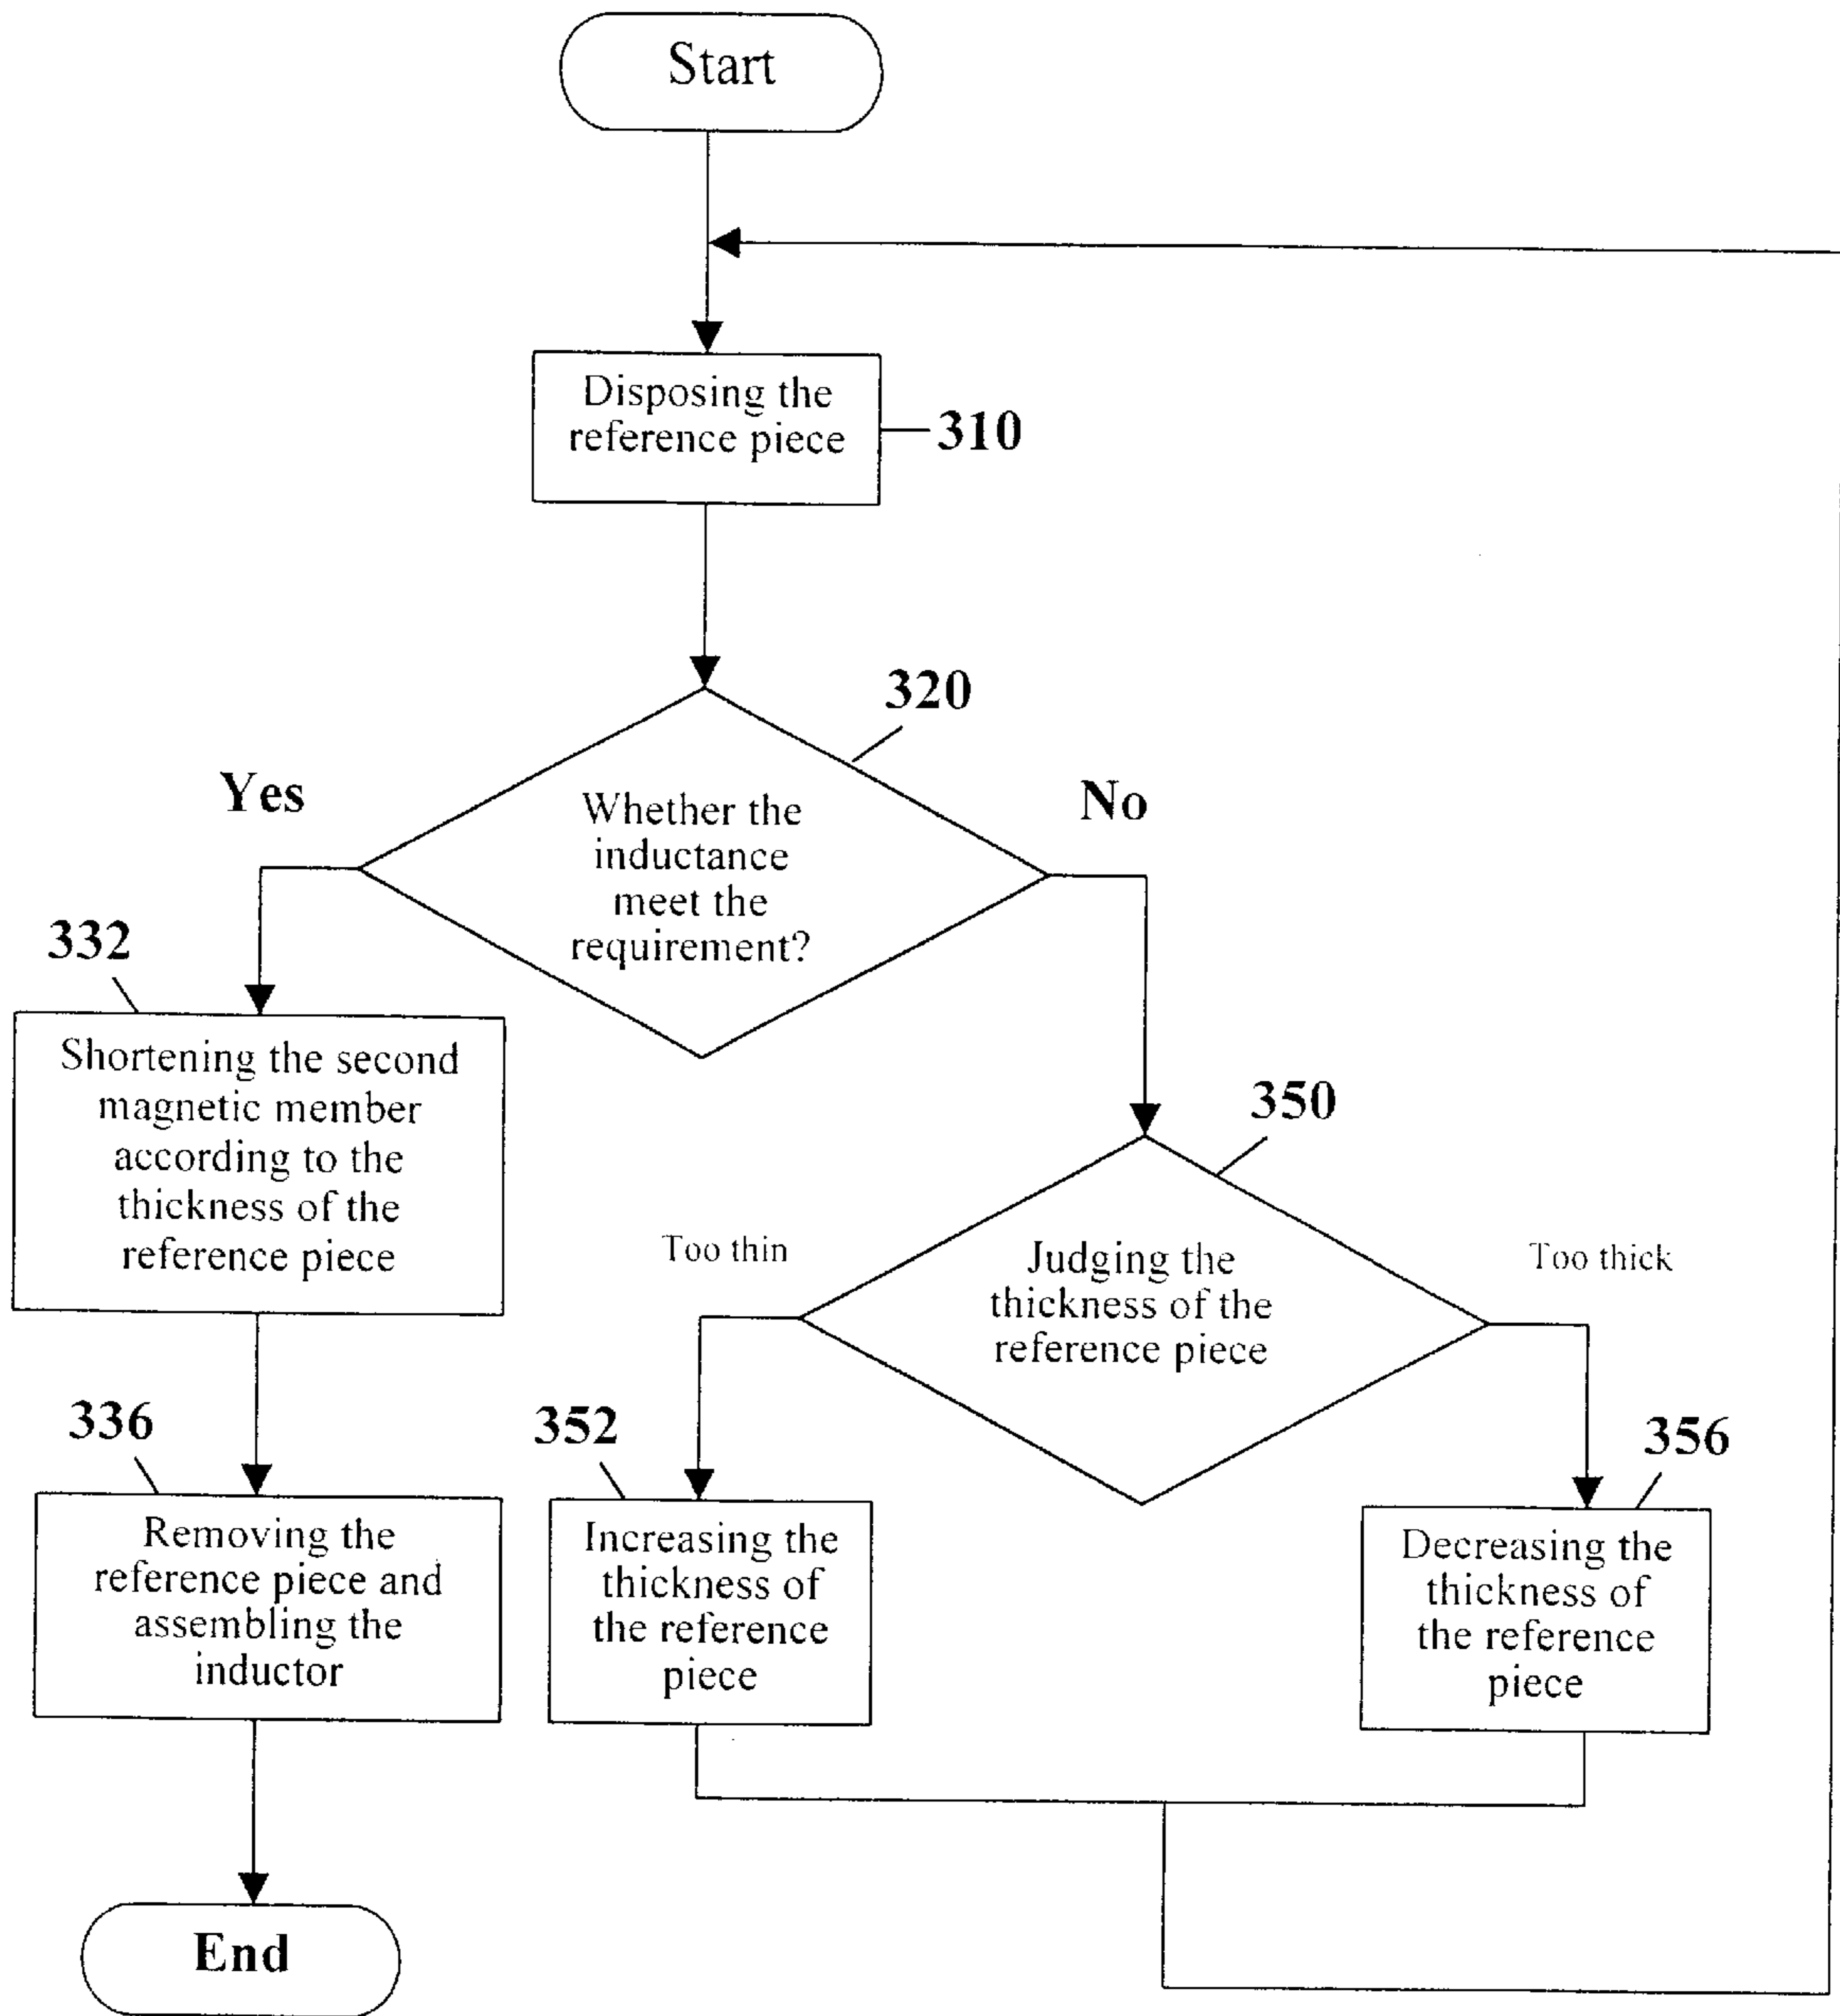 Start
Disposing the
reference piece
310
320
Yes
No
Whether the
inductance
meet the
requirement?
332
Shortening the second
magnetic member
according to the
thickness of the
reference piece
350
Too thin
Too thick
Judging the
thickness of the
reference piece
336
Removing the
reference piece and
assembling the
inductor
352
Increasing the
thickness of
the reference
piece
356
Decreasing the
thickness of
the reference
piece
End